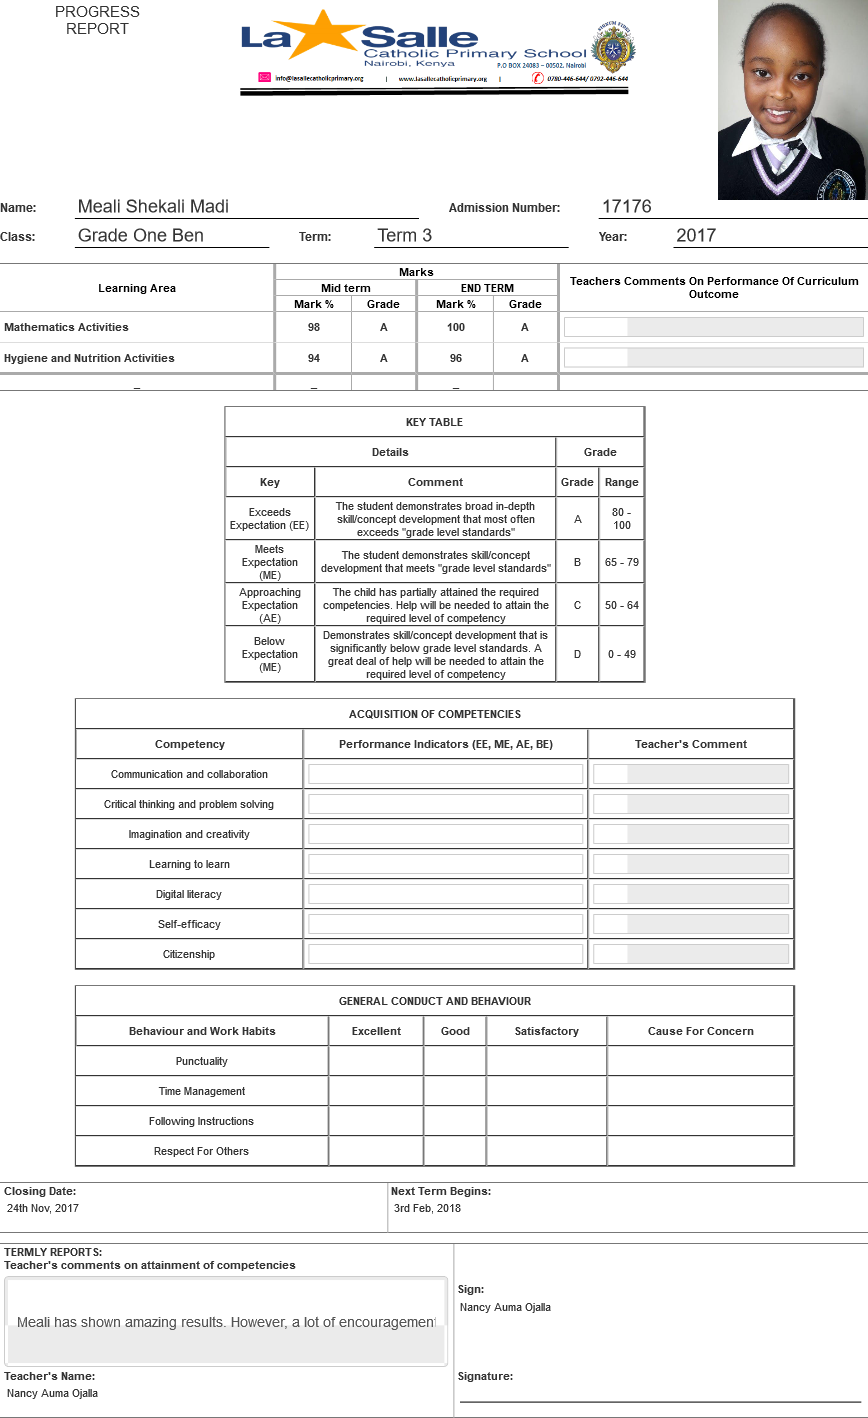 PROGRESS
REPORT
La Salle
Catholic Primary School
Nairobi, Kenya
P.O BOX 24083 – 00502, Nairobi
info@lasallecatholicprimary.org | www.lasallecatholicprimary.org | 0780-446-644/ 0792-446-644
Name: Meali Shekali Madi Admission Number: 17176
Class: Grade One Ben Term: Term 3 Year: 2017
Learning Area Marks Teachers Comments On Performance Of Curriculum Outcome
Mid term END TERM
Mark % Grade Mark % Grade
Mathematics Activities 98 A 100 A
Hygiene and Nutrition Activities 94 A 96 A
_ _ _
KEY TABLE
Details Grade
Key Comment Grade Range
Exceeds Expectation (EE) The student demonstrates broad in-depth skill/concept development that most often exceeds "grade level standards" A 80 - 100
Meets Expectation (ME) The student demonstrates skill/concept development that meets "grade level standards" B 65 - 79
Approaching Expectation (AE) The child has partially attained the required competencies. Help will be needed to attain the required level of competency C 50 - 64
Below Expectation (ME) Demonstrates skill/concept development that is significantly below grade level standards. A great deal of help will be needed to attain the required level of competency D 0 - 49
ACQUISITION OF COMPETENCIES
Competency Performance Indicators (EE, ME, AE, BE) Teacher's Comment
Communication and collaboration
Critical thinking and problem solving
Imagination and creativity
Learning to learn
Digital literacy
Self-efficacy
Citizenship
GENERAL CONDUCT AND BEHAVIOUR
Behaviour and Work Habits Excellent Good Satisfactory Cause For Concern
Punctuality
Time Management
Following Instructions
Respect For Others
Closing Date: Next Term Begins:
24th Nov, 2017 3rd Feb, 2018
TERMLY REPORTS:
Teacher's comments on attainment of competencies
Meali has shown amazing results. However, a lot of encouragement
Sign:
Nancy Auma Ojalla
Teacher's Name: Signature:
Nancy Auma Ojalla